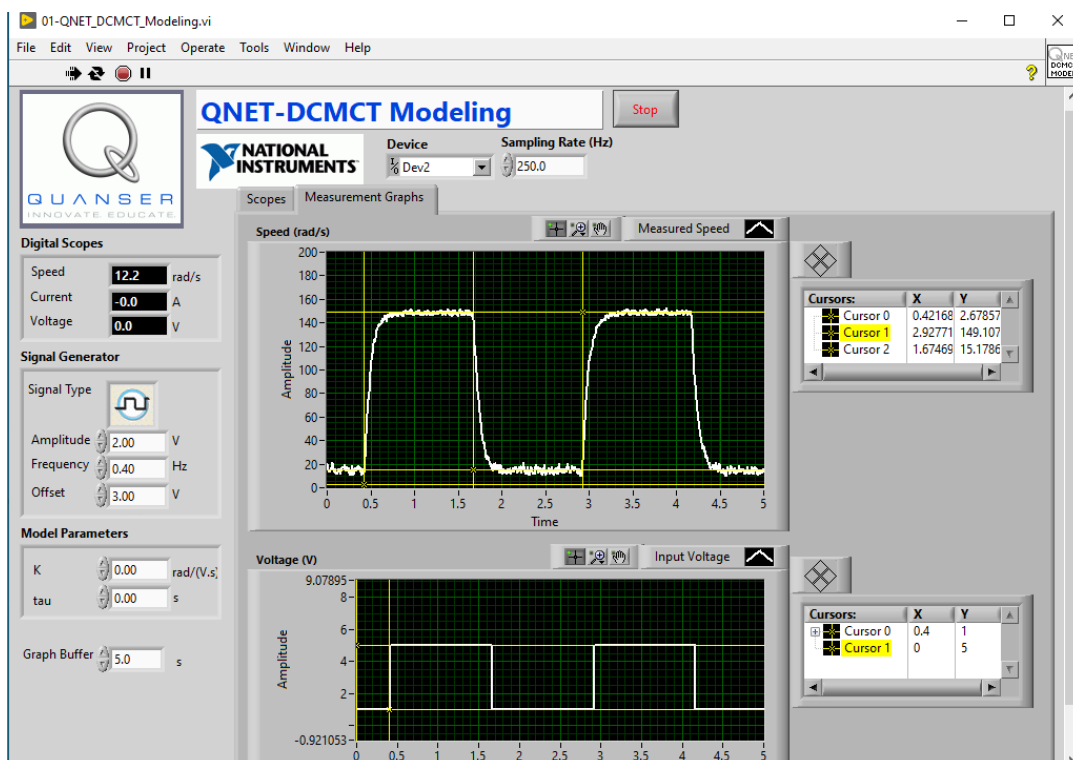 01-QNET_DCMCT_Modeling.vi
File Edit View Project Operate Tools Window Help
QNET-DCMCT Modeling
Stop
NATIONAL INSTRUMENTS
Device
Dev2
Sampling Rate (Hz)
250.0
QUANSER
INNOVATE. EDUCATE.
Scopes Measurement Graphs
Digital Scopes
Speed 12.2 rad/s
Current -0.0 A
Voltage 0.0 V
Signal Generator
Signal Type
Amplitude 2.00 V
Frequency 0.40 Hz
Offset 3.00 V
Model Parameters
K 0.00 rad/(V.s)
tau 0.00 s
Graph Buffer 5.0 s
Speed (rad/s)
Measured Speed
Amplitude
200
180
160
140
120
100
80
60
40
20
0
0 0.5 1 1.5 2 2.5 3 3.5 4 4.5 5
Time
Cursors: X Y
Cursor 0 0.42168 2.67857
Cursor 1 2.92771 149.107
Cursor 2 1.67469 15.1786
Voltage (V)
Input Voltage
Amplitude
9.07895
8
6
4
2
-0.921053
0 0.5 1 1.5 2 2.5 3 3.5 4 4.5 5
Cursors: X Y
Cursor 0 0.4 1
Cursor 1 0 5